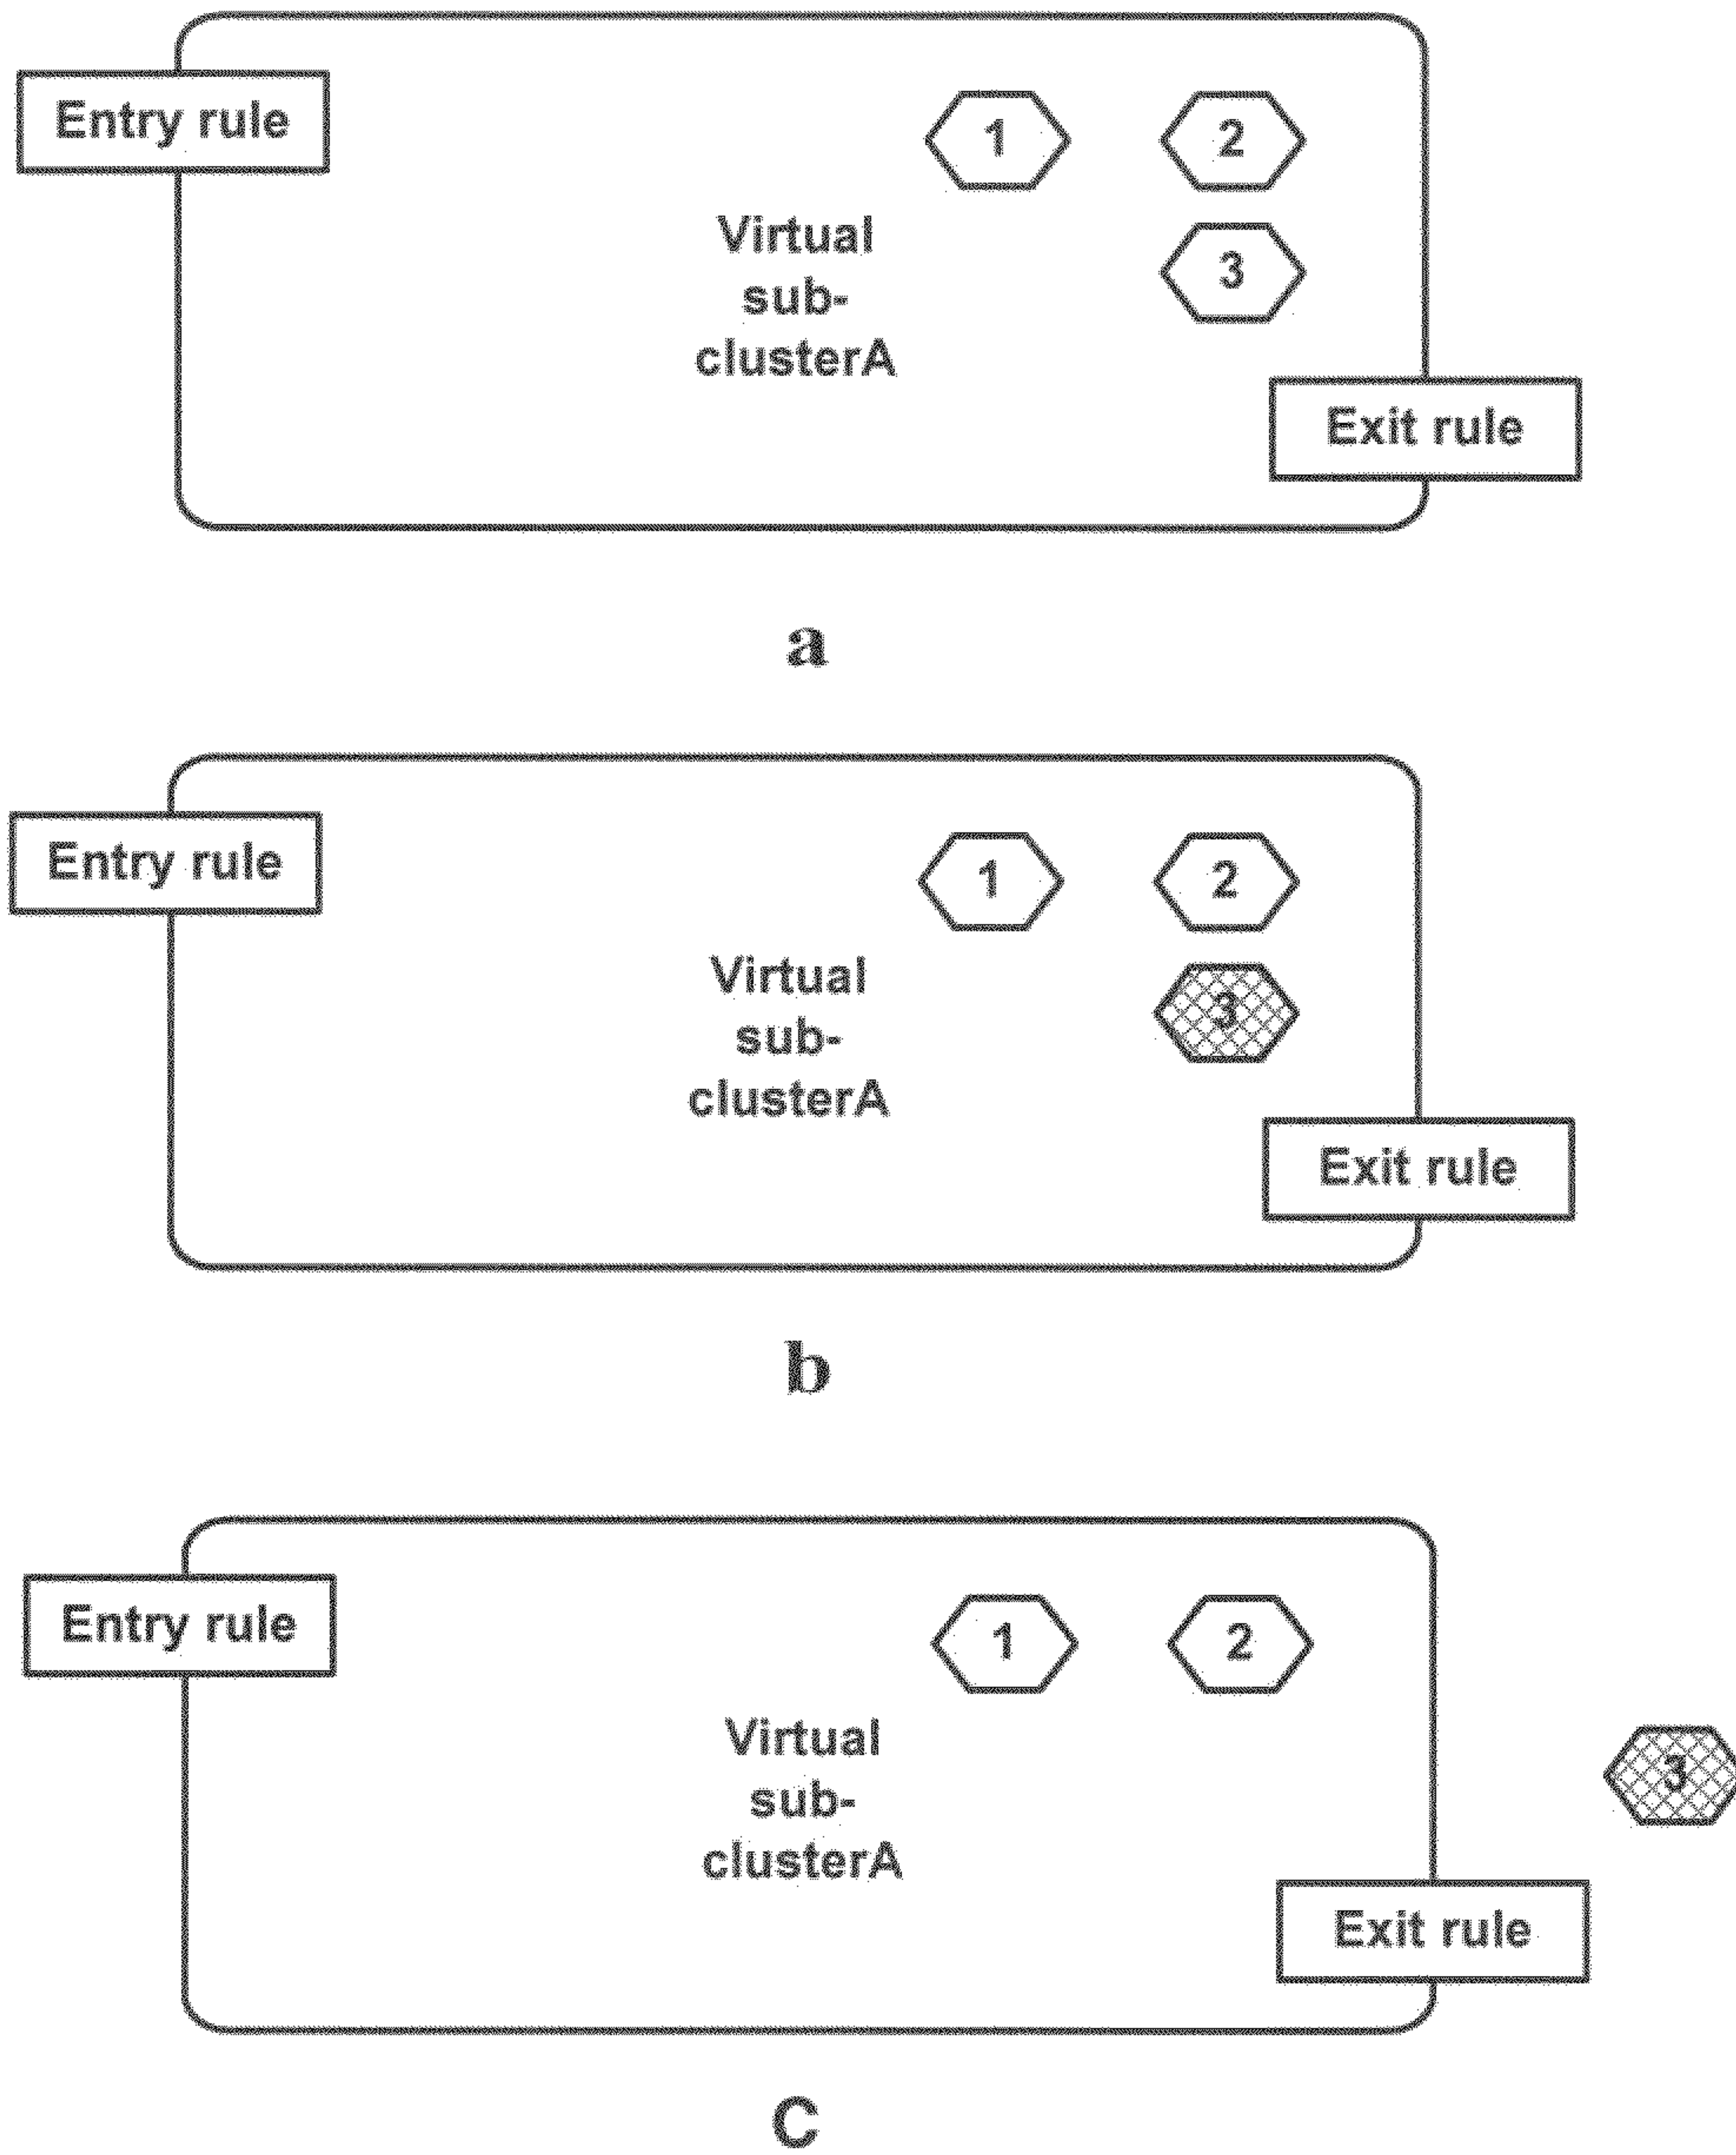 Entry rule
1
2
Virtual
sub-
clusterA
3
Exit rule
a
Entry rule
1
2
Virtual
sub-
clusterA
3
Exit rule
b
Entry rule
1
2
Virtual
sub-
clusterA
3
Exit rule
C